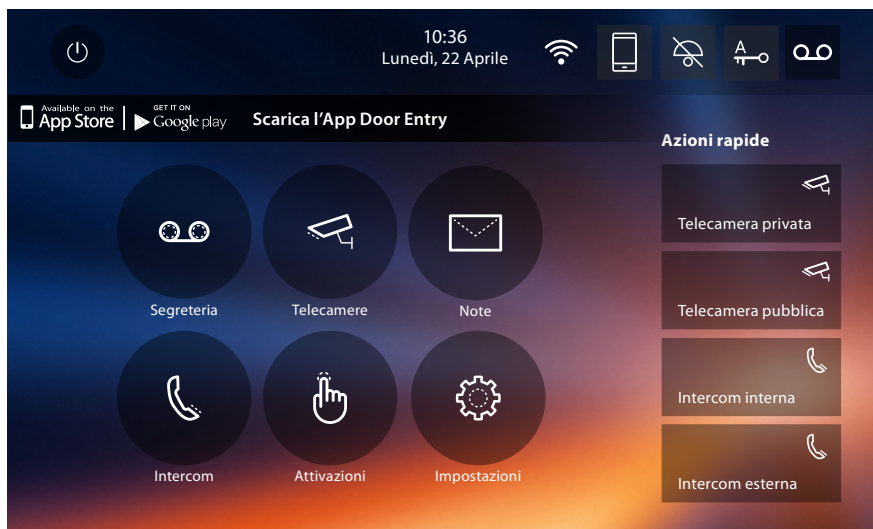 10:36
Lunedì, 22 Aprile
A
Available on the
App Store
GET IT ON
Google play
Scarica l'App Door Entry
Azioni rapide
Telecamera privata
Telecamera pubblica
Intercom interna
Intercom esterna
Segreteria
Telecamere
Note
Intercom
Attivazioni
Impostazioni